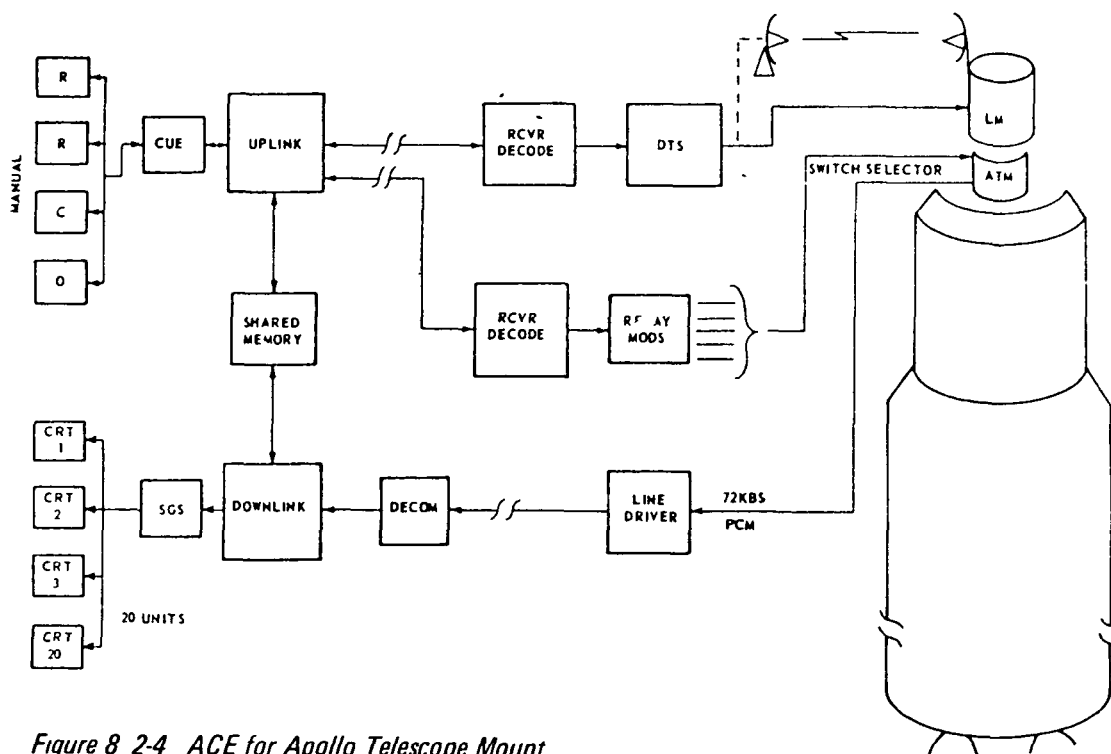 MANUAL
R
R
C
O
CUE
UPLINK
RCVR
DECODE
DTS
LM
SWITCH SELECTOR
ATM
SHARED
MEMORY
RCVR
DECODE
RELAY
MODS
CRT
1
CRT
2
CRT
3
CRT
20
20 UNITS
SGS
DOWNLINK
DECOM
LINE
DRIVER
72KBS
PCM
Figure 8 2-4 ACE for Apollo Telescope Mount